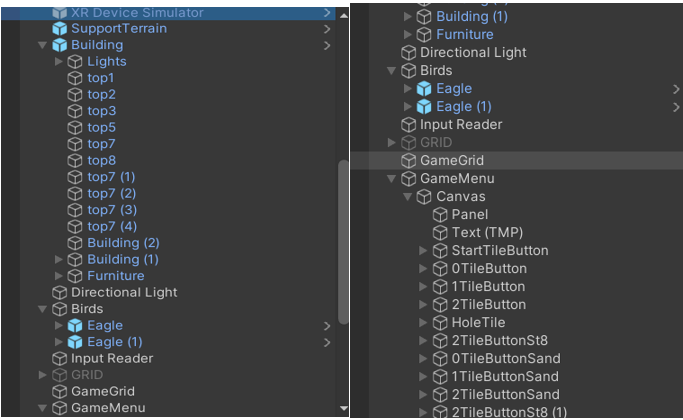 XR Device Simulator
SupportTerrain
Building
Lights
top1
top2
top3
top5
top7
top8
top7 (1)
top7 (2)
top7 (3)
top7 (4)
Building (2)
Building (1)
Furniture
Directional Light
Birds
Eagle
Eagle (1)
Input Reader
GRID
GameGrid
GameMenu
Building (1)
Furniture
Directional Light
Birds
Eagle
Eagle (1)
Input Reader
GRID
GameGrid
GameMenu
Canvas
Panel
Text (TMP)
StartTileButton
0TileButton
1TileButton
2TileButton
HoleTile
2TileButtonSt8
0TileButtonSand
1TileButtonSand
2TileButtonSand
2TileButtonSt8 (1)